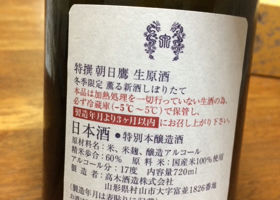 特撰 朝日鷹 生原酒
冬季限定 薫る新酒しぼりたて
本品は加熱処理を一切行っていない生酒の為、
必ず冷蔵庫(-5℃~5℃)で保管し、
製造年月より3ヶ月以内にお召し上がり下さい。
日本酒 ●特別本醸造酒
原材料名:米、米麹、醸造アルコール
精米歩合:60% 原料米:国産米100%使用
アルコール分:15度 内容量720ml
製造者:高木酒造株式会社
山形県村山市大字富並1826番地